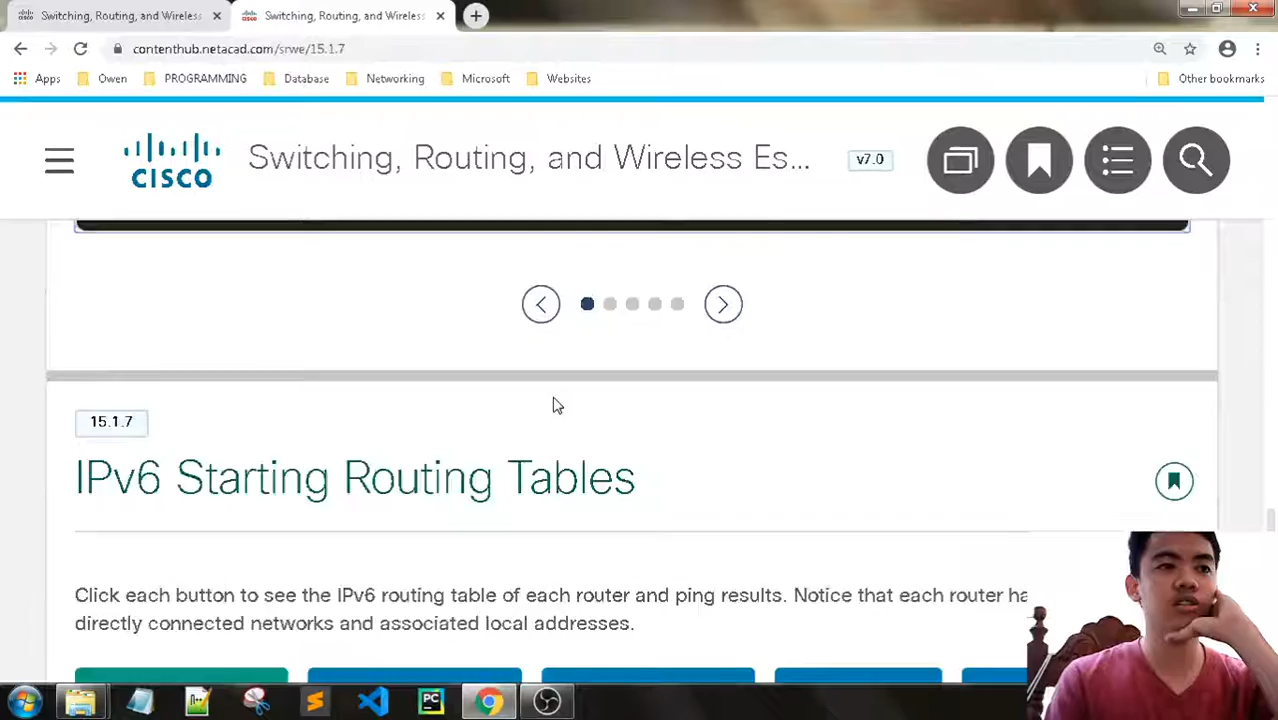 Switching, Routing, and Wireless
Switching, Routing, and Wireless
contenthub.netacad.com/srwe/15.1.7
Apps
Owen
PROGRAMMING
Database
Networking
Microsoft
Websites
Other bookmarks
CISCO
Switching, Routing, and Wireless Es...
v7.0
15.1.7
IPv6 Starting Routing Tables
Click each button to see the IPv6 routing table of each router and ping results. Notice that each router ha
directly connected networks and associated local addresses.
PC